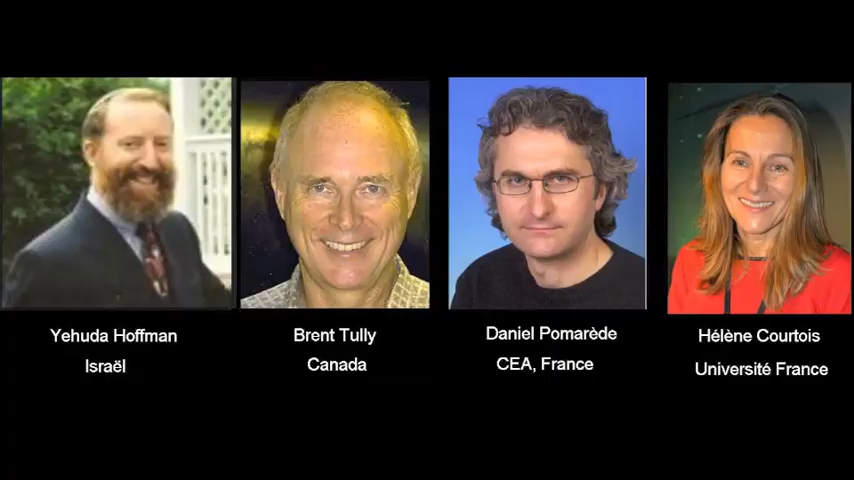 Yehuda Hoffman
Israël
Brent Tully
Canada
Daniel Pomarède
CEA, France
Hélène Courtois
Université France